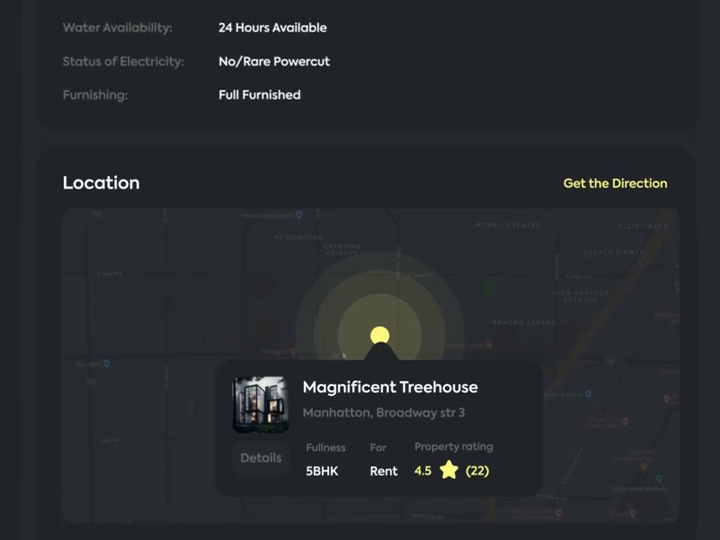 Water Availability: 24 Hours Available
Status of Electricity: No/Rare Powercut
Furnishing: Full Furnished
Location Get the Direction
KENSINGTON
Magnificent Treehouse
Manhatton, Broadway str 3
Details
Fullness For Property rating
5BHK Rent 4.5 (22)